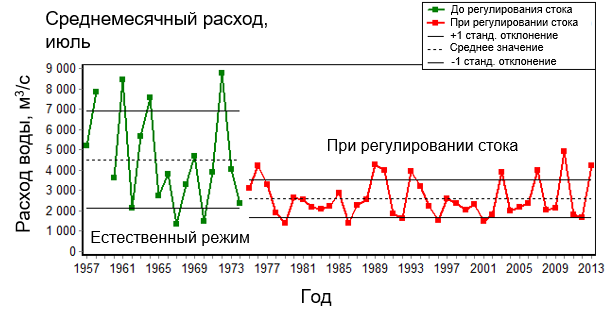 Среднемесячный расход,
июль
До регулирования стока
При регулировании стока
+1 станд. отклонение
Среднее значение
-1 станд. отклонение
Расход воды, м³/с
9 000
8 000
7 000
6 000
5 000
4 000
3 000
2 000
1 000
0
При регулировании стока
Естественный режим
1957 1961 1965 1969 1973 1977 1981 1985 1989 1993 1997 2001 2005 2009 2013
Год